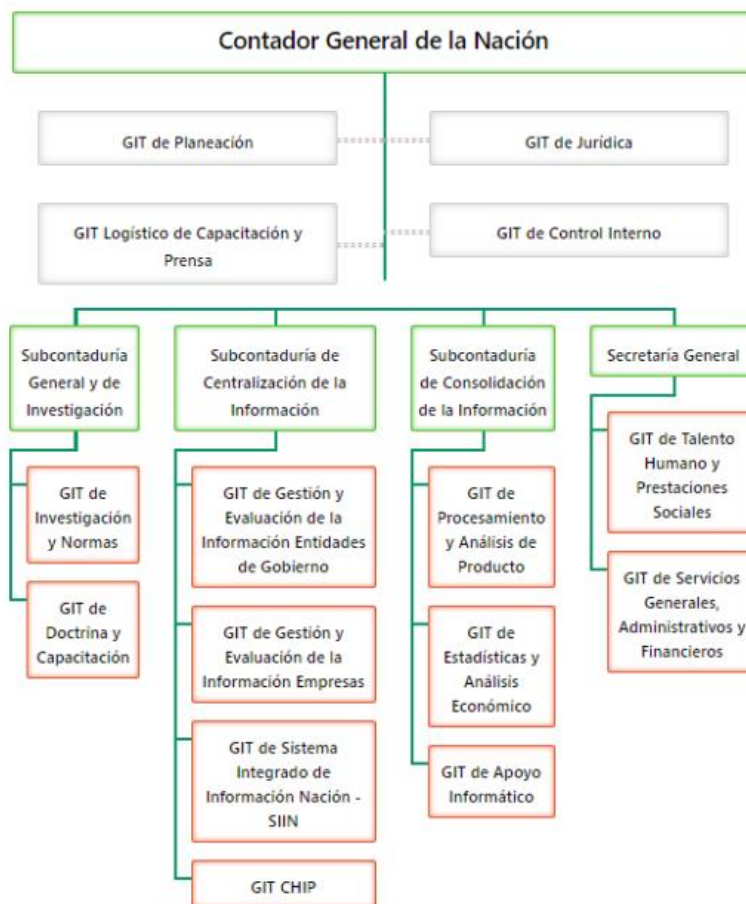 Contador General de la Nación
GIT de Planeación
GIT de Jurídica
GIT Logístico de Capacitación y
Prensa
GIT de Control Interno
Subcontaduría
General y de
Investigación
GIT de
Investigación
y Normas
GIT de
Doctrina y
Capacitación
Subcontaduría de
Centralización de la
Información
GIT de Gestión y
Evaluación de la
Información Entidades
de Gobierno
GIT de Gestión y
Evaluación de la
Información Empresas
GIT de Sistema
Integrado de
Información Nación -
SIIN
GIT CHIP
Subcontaduría
de Consolidación
de la Información
GIT de
Procesamiento
y Análisis de
Producto
GIT de
Estadísticas y
Análisis
Económico
GIT de Apoyo
Informático
Secretaría General
GIT de Talento
Humano y
Prestaciones
Sociales
GIT de Servicios
Generales,
Administrativos y
Financieros